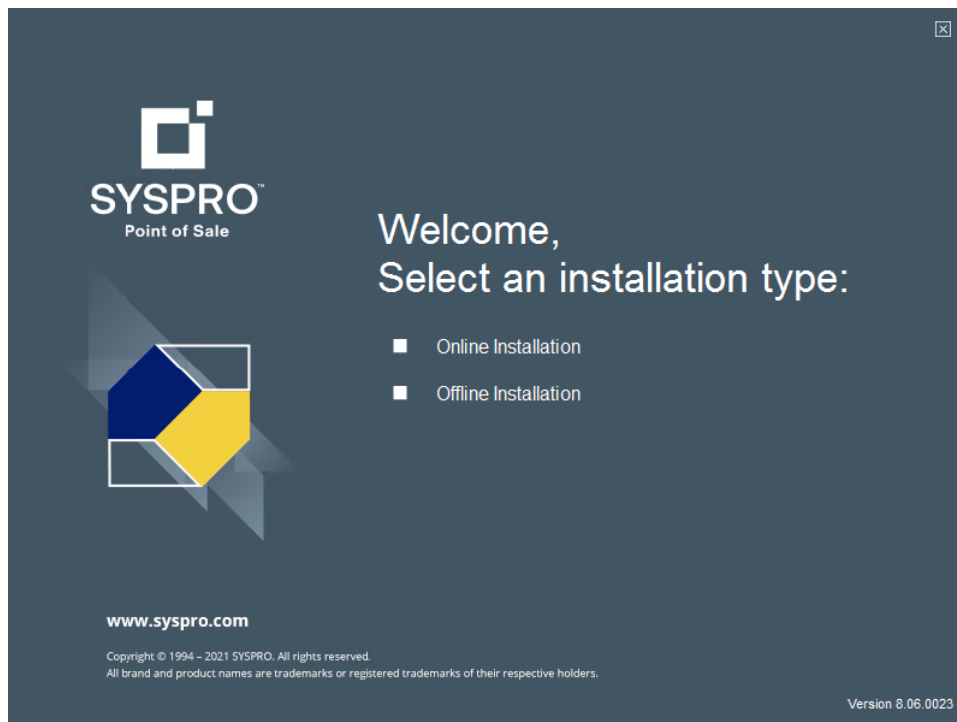 SYSPRO™
Point of Sale
Welcome,
Select an installation type:
Online Installation
Offline Installation
www.syspro.com
Copyright © 1994 – 2021 SYSPRO. All rights reserved.
All brand and product names are trademarks or registered trademarks of their respective holders.
Version 8.06.0023